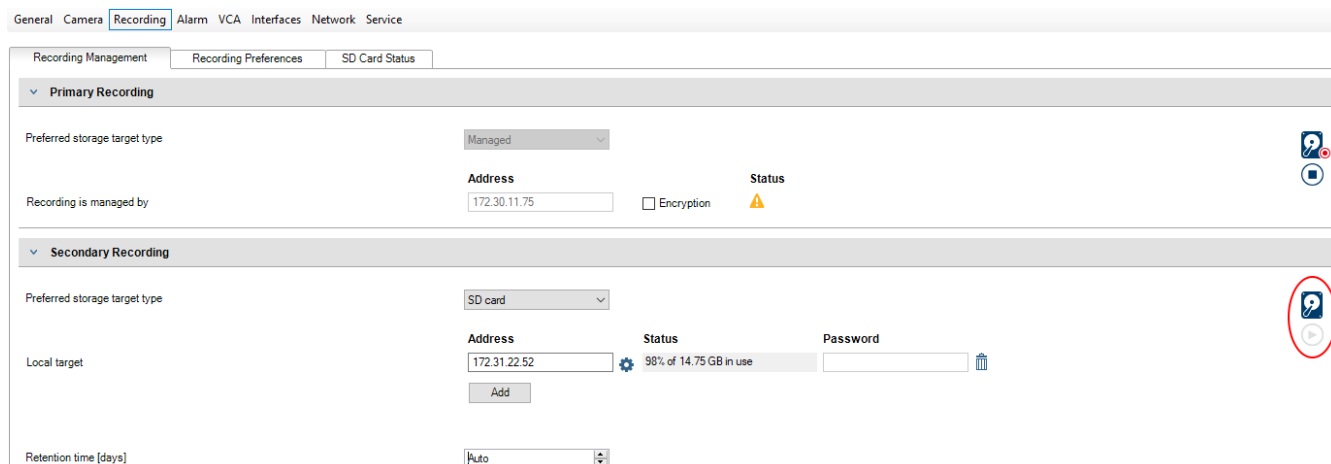 General Camera Recording Alarm VCA Interfaces Network Service
Recording Management Recording Preferences SD Card Status
Primary Recording
Preferred storage target type Managed
Address Status
Recording is managed by 172.30.11.75 Encryption
Secondary Recording
Preferred storage target type SD card
Address Status Password
Local target 172.31.22.52 98% of 14.75 GB in use
Add
Retention time [days] Auto